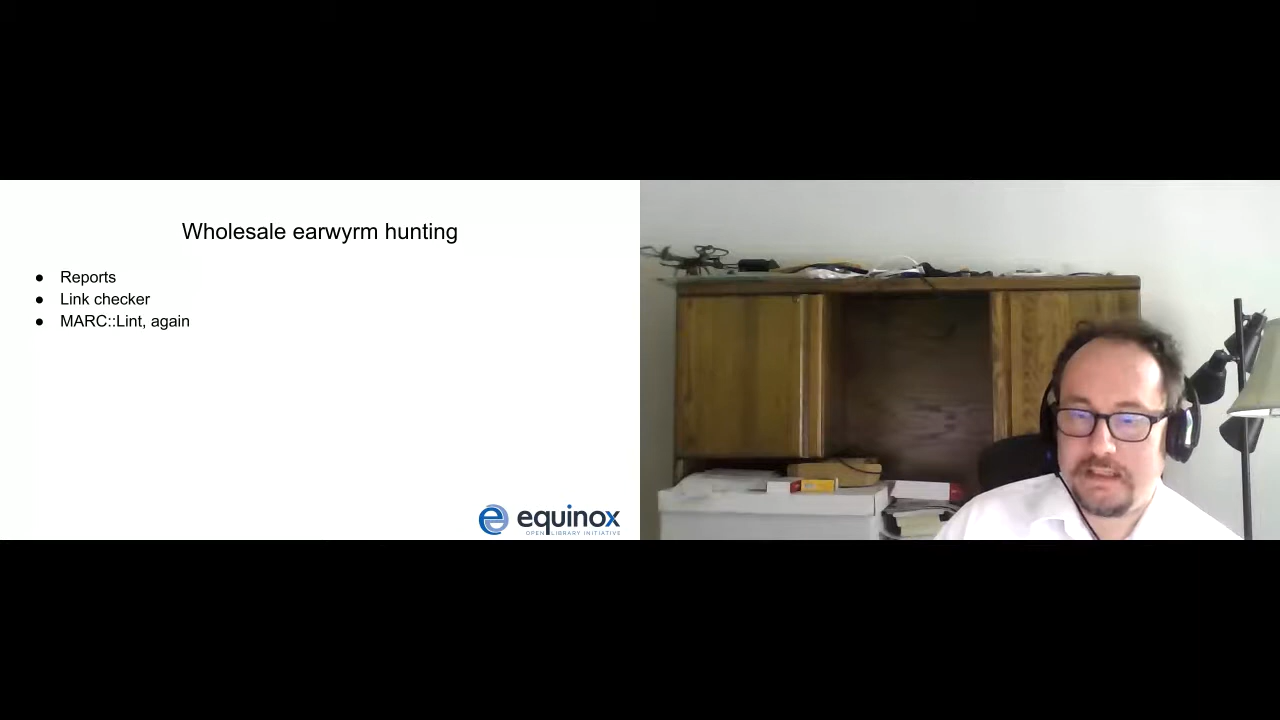 Wholesale earwyrm hunting
● Reports
● Link checker
● MARC::Lint, again
equinox
OPEN LIBRARY INITIATIVE